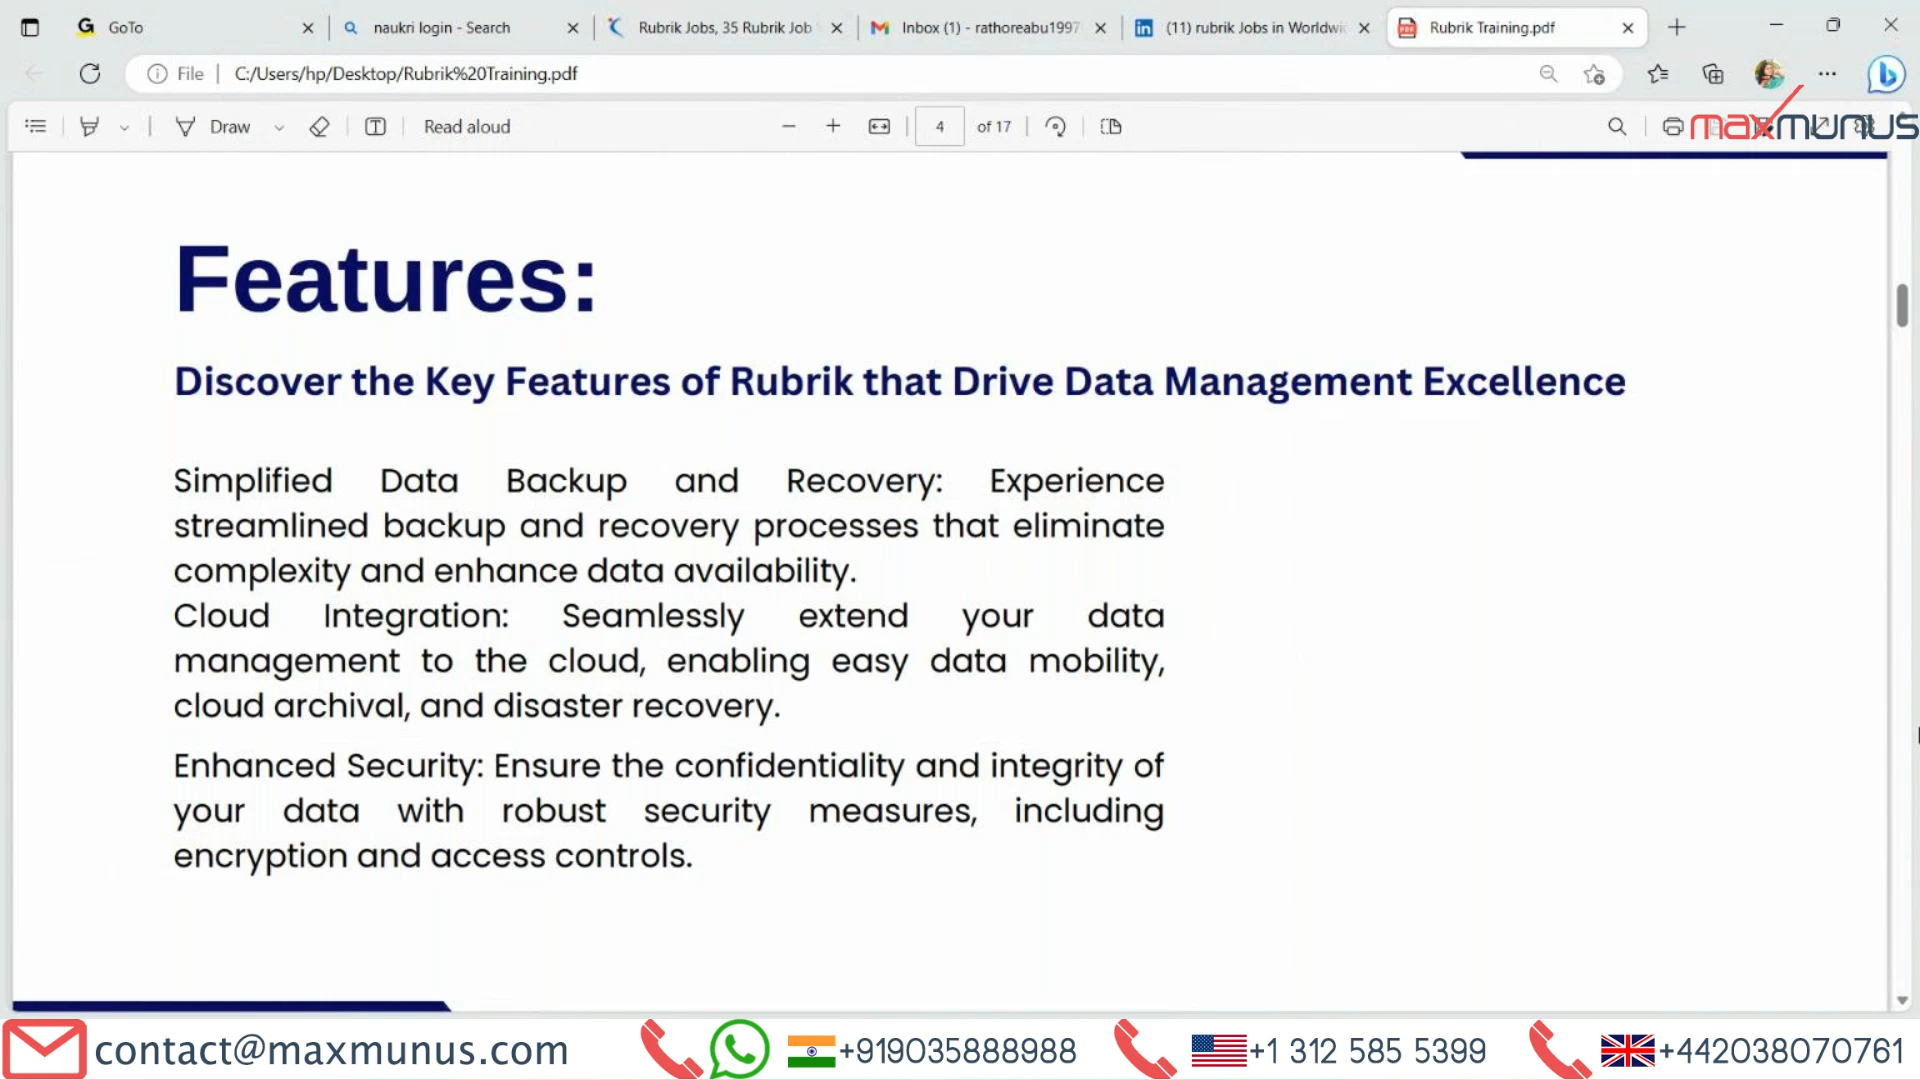 GoTo
naukri login - Search
Rubrik Jobs, 35 Rubrik Job
Inbox (1) - rathoreabu1997
(11) rubrik Jobs in Worldwi
Rubrik Training.pdf
File
C:/Users/hp/Desktop/Rubrik%20Training.pdf
Draw
Read aloud
4 of 17
maxmunus
Features:
Discover the Key Features of Rubrik that Drive Data Management Excellence
Simplified Data Backup and Recovery: Experience
streamlined backup and recovery processes that eliminate
complexity and enhance data availability.
Cloud Integration: Seamlessly extend your data
management to the cloud, enabling easy data mobility,
cloud archival, and disaster recovery.
Enhanced Security: Ensure the confidentiality and integrity of
your data with robust security measures, including
encryption and access controls.
contact@maxmunus.com
+919035888988
+1 312 585 5399
+442038070761